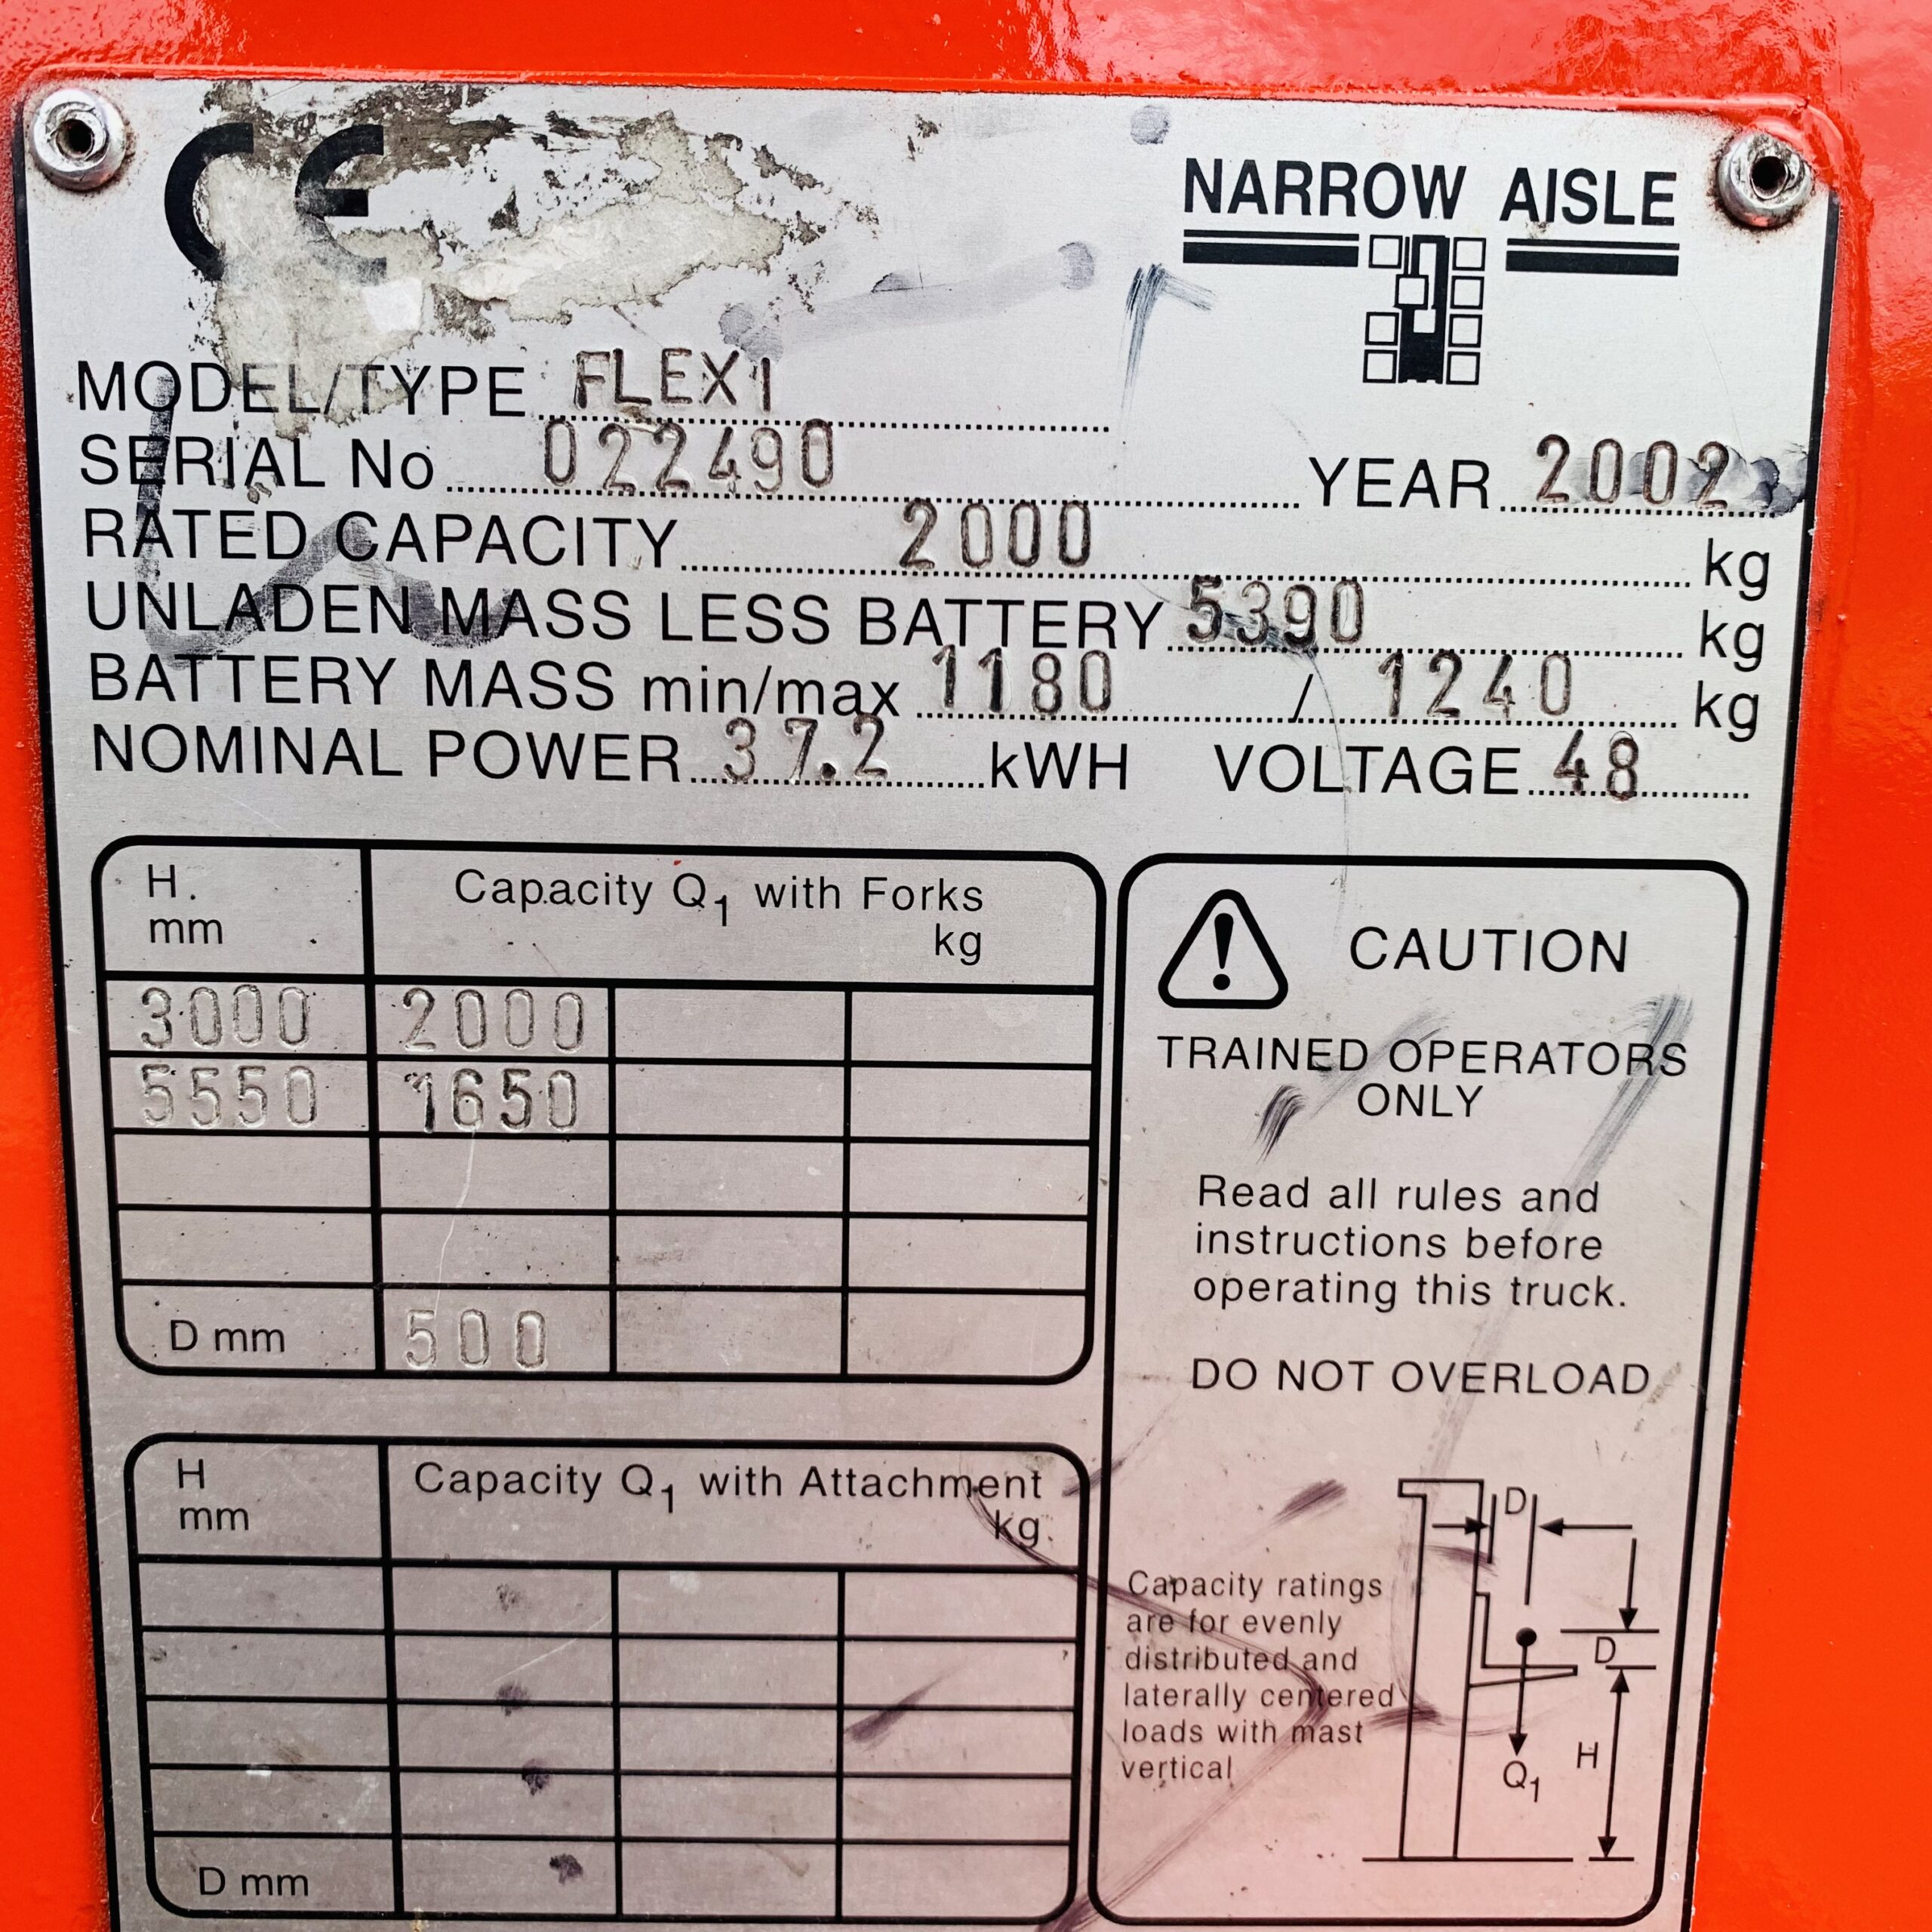 CE
NARROW AISLE
MODEL/TYPE FLEXI
SERIAL No 022490 YEAR 2002
RATED CAPACITY 2000 kg
UNLADEN MASS LESS BATTERY 5390 kg
BATTERY MASS min/max 1180 / 1240 kg
NOMINAL POWER 37.2 kWH VOLTAGE 48
H. Capacity Q1 with Forks
mm kg
3000 2000
5550 1650
D mm 500
H Capacity Q1 with Attachment
mm kg
D mm
CAUTION
TRAINED OPERATORS
ONLY
Read all rules and
instructions before
operating this truck.
DO NOT OVERLOAD
Capacity ratings
are for evenly
distributed and
laterally centered
loads with mast
vertical
D
D
H
Q1